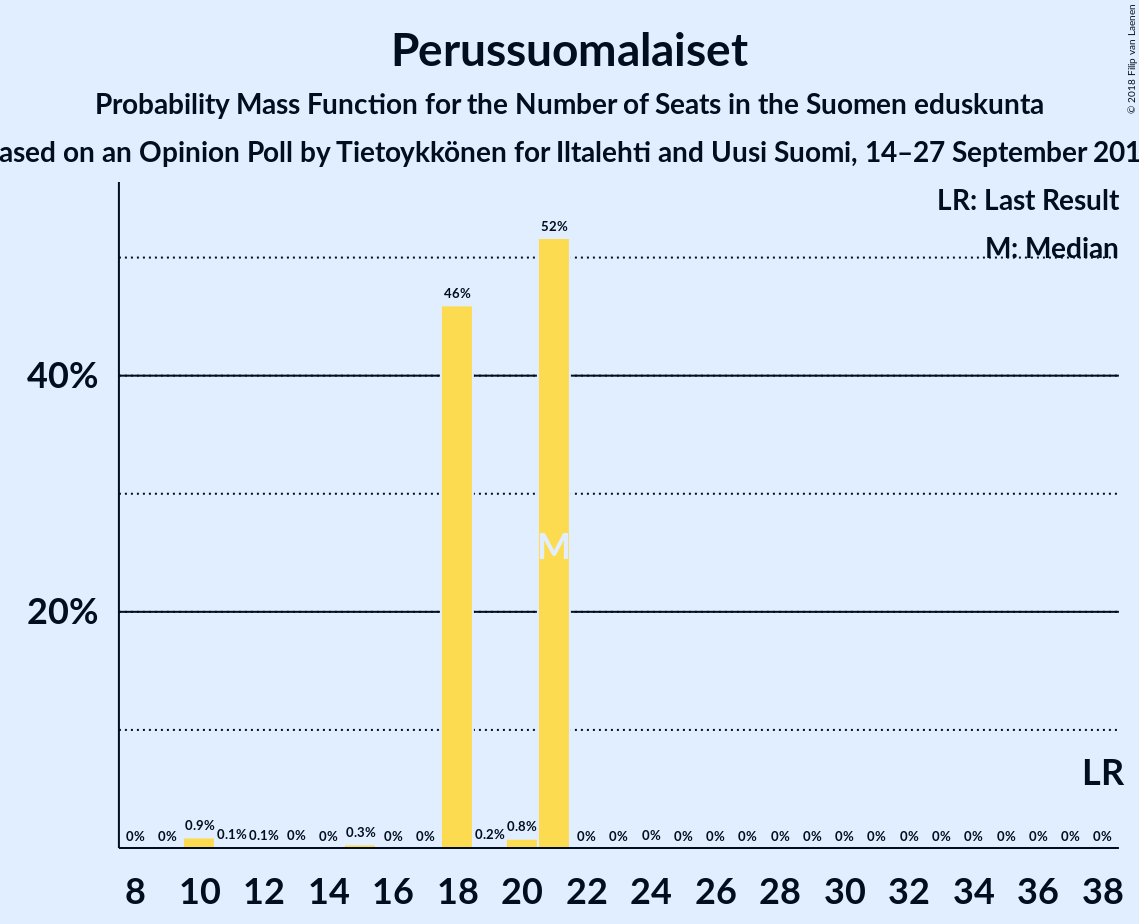 Perussuomalaiset
Probability Mass Function for the Number of Seats in the Suomen eduskunta
ased on an Opinion Poll by Tietoykkönen for Iltalehti and Uusi Suomi, 14–27 September 201
© 2018 Filip van Laenen
LR: Last Result
M: Median
52%
46%
40%
20%
M
LR
0% 0% 0.9% 0.1% 0.1% 0% 0% 0.3% 0% 0% 0.2% 0.8% 0% 0% 0% 0% 0% 0% 0% 0% 0% 0% 0% 0% 0% 0% 0% 0% 0%
8 10 12 14 16 18 20 22 24 26 28 30 32 34 36 38